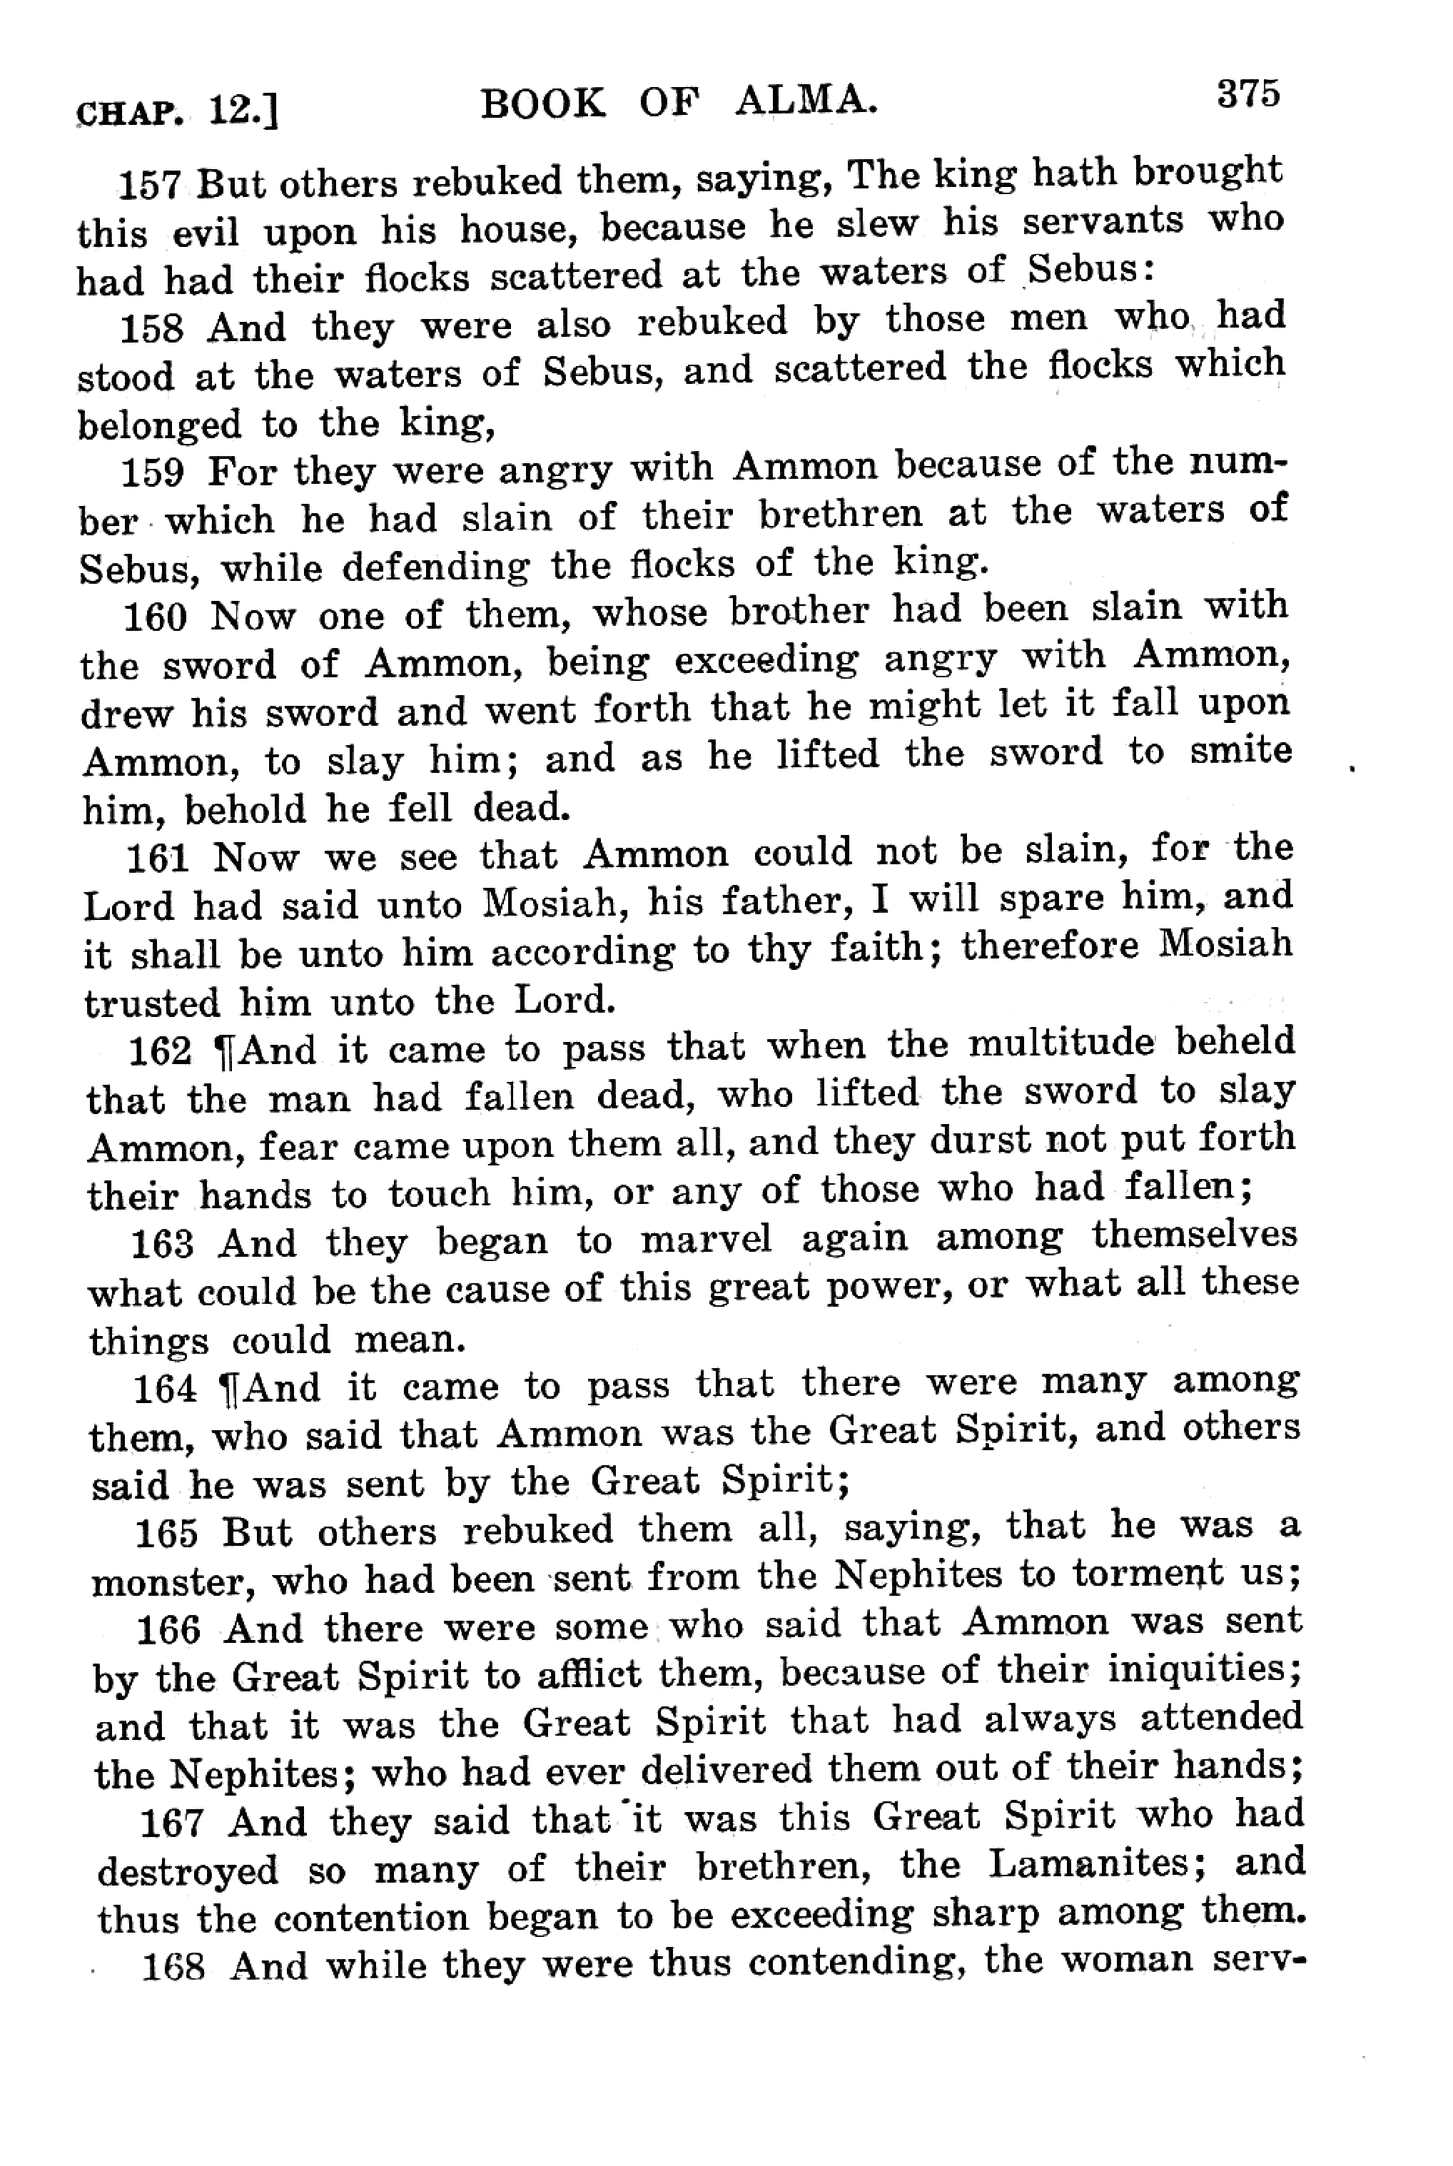 CHAP. 12.] BOOK OF ALMA. 375
157 But others rebuked them, saying, The king hath brought
this evil upon his house, because he slew his servants who
had had their flocks scattered at the waters of Sebus:
158 And they were also rebuked by those men who had
stood at the waters of Sebus, and scattered the flocks which
belonged to the king,
159 For they were angry with Ammon because of the num-
ber which he had slain of their brethren at the waters of
Sebus, while defending the flocks of the king.
160 Now one of them, whose brother had been slain with
the sword of Ammon, being exceeding angry with Ammon,
drew his sword and went forth that he might let it fall upon
Ammon, to slay him; and as he lifted the sword to smite
him, behold he fell dead.
161 Now we see that Ammon could not be slain, for the
Lord had said unto Mosiah, his father, I will spare him, and
it shall be unto him according to thy faith; therefore Mosiah
trusted him unto the Lord.
162 ¶And it came to pass that when the multitude beheld
that the man had fallen dead, who lifted the sword to slay
Ammon, fear came upon them all, and they durst not put forth
their hands to touch him, or any of those who had fallen;
163 And they began to marvel again among themselves
what could be the cause of this great power, or what all these
things could mean.
164 ¶And it came to pass that there were many among
them, who said that Ammon was the Great Spirit, and others
said he was sent by the Great Spirit;
165 But others rebuked them all, saying, that he was a
monster, who had been sent from the Nephites to torment us;
166 And there were some who said that Ammon was sent
by the Great Spirit to afflict them, because of their iniquities;
and that it was the Great Spirit that had always attended
the Nephites; who had ever delivered them out of their hands;
167 And they said that it was this Great Spirit who had
destroyed so many of their brethren, the Lamanites; and
thus the contention began to be exceeding sharp among them.
168 And while they were thus contending, the woman serv-